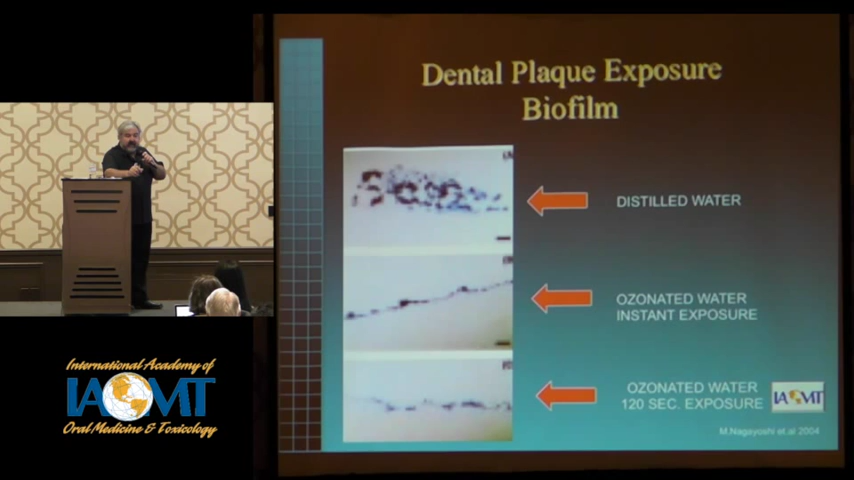 Dental Plaque Exposure
Biofilm
DISTILLED WATER
OZONATED WATER
INSTANT EXPOSURE
OZONATED WATER
120 SEC. EXPOSURE
IAOMT
M.Nagayoshi et.al 2004
International Academy of
IAOMT
Oral Medicine & Toxicology